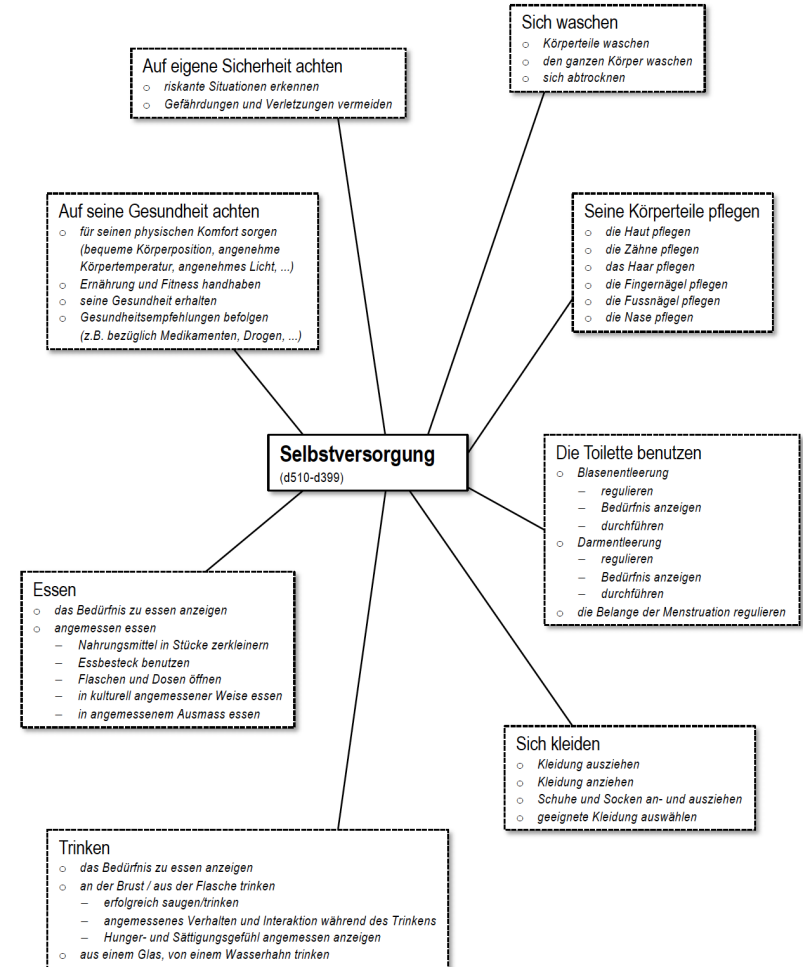 Sich waschen
○ Körperteile waschen
○ den ganzen Körper waschen
○ sich abtrocknen
Auf eigene Sicherheit achten
○ riskante Situationen erkennen
○ Gefährdungen und Verletzungen vermeiden
Auf seine Gesundheit achten
○ für seinen physischen Komfort sorgen
(bequeme Körperposition, angenehme
Körpertemperatur, angenehmes Licht, ...)
○ Ernährung und Fitness handhaben
○ seine Gesundheit erhalten
○ Gesundheitsempfehlungen befolgen
(z.B. bezüglich Medikamenten, Drogen, ...)
Seine Körperteile pflegen
○ die Haut pflegen
○ die Zähne pflegen
○ das Haar pflegen
○ die Fingernägel pflegen
○ die Fussnägel pflegen
○ die Nase pflegen
Selbstversorgung
(d510-d399)
Die Toilette benutzen
○ Blasenentleerung
– regulieren
– Bedürfnis anzeigen
– durchführen
○ Darmentleerung
– regulieren
– Bedürfnis anzeigen
– durchführen
○ die Belange der Menstruation regulieren
Essen
○ das Bedürfnis zu essen anzeigen
○ angemessen essen
– Nahrungsmittel in Stücke zerkleinern
– Essbesteck benutzen
– Flaschen und Dosen öffnen
– in kulturell angemessener Weise essen
– in angemessenem Ausmass essen
Sich kleiden
○ Kleidung ausziehen
○ Kleidung anziehen
○ Schuhe und Socken an- und ausziehen
○ geeignete Kleidung auswählen
Trinken
○ das Bedürfnis zu essen anzeigen
○ an der Brust / aus der Flasche trinken
– erfolgreich saugen/trinken
– angemessenes Verhalten und Interaktion während des Trinkens
– Hunger- und Sättigungsgefühl angemessen anzeigen
○ aus einem Glas, von einem Wasserhahn trinken